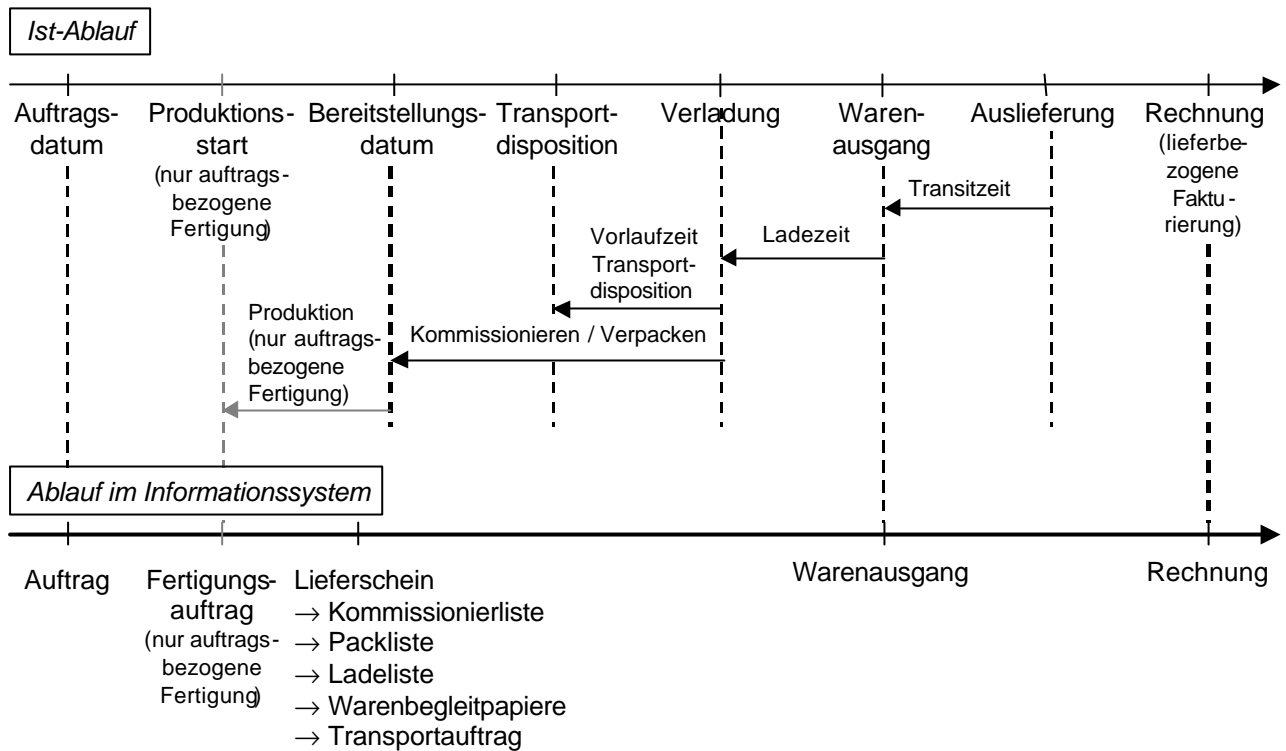 Ist-Ablauf
Auftrags-
datum
Produktions-
start
(nur auftrags-
bezogene
Fertigung)
Bereitstellungs-
datum
Transport-
disposition
Verladung
Waren-
ausgang
Auslieferung
Rechnung
(lieferbe-
zogene
Faktu-
rierung)
Transitzeit
Ladezeit
Vorlaufzeit
Transport-
disposition
Kommissionieren / Verpacken
Produktion
(nur auftrags-
bezogene
Fertigung)
Ablauf im Informationssystem
Auftrag
Fertigungs-
auftrag
(nur auftrags-
bezogene
Fertigung)
Lieferschein
→ Kommissionierliste
→ Packliste
→ Ladeliste
→ Warenbegleitpapiere
→ Transportauftrag
Warenausgang
Rechnung